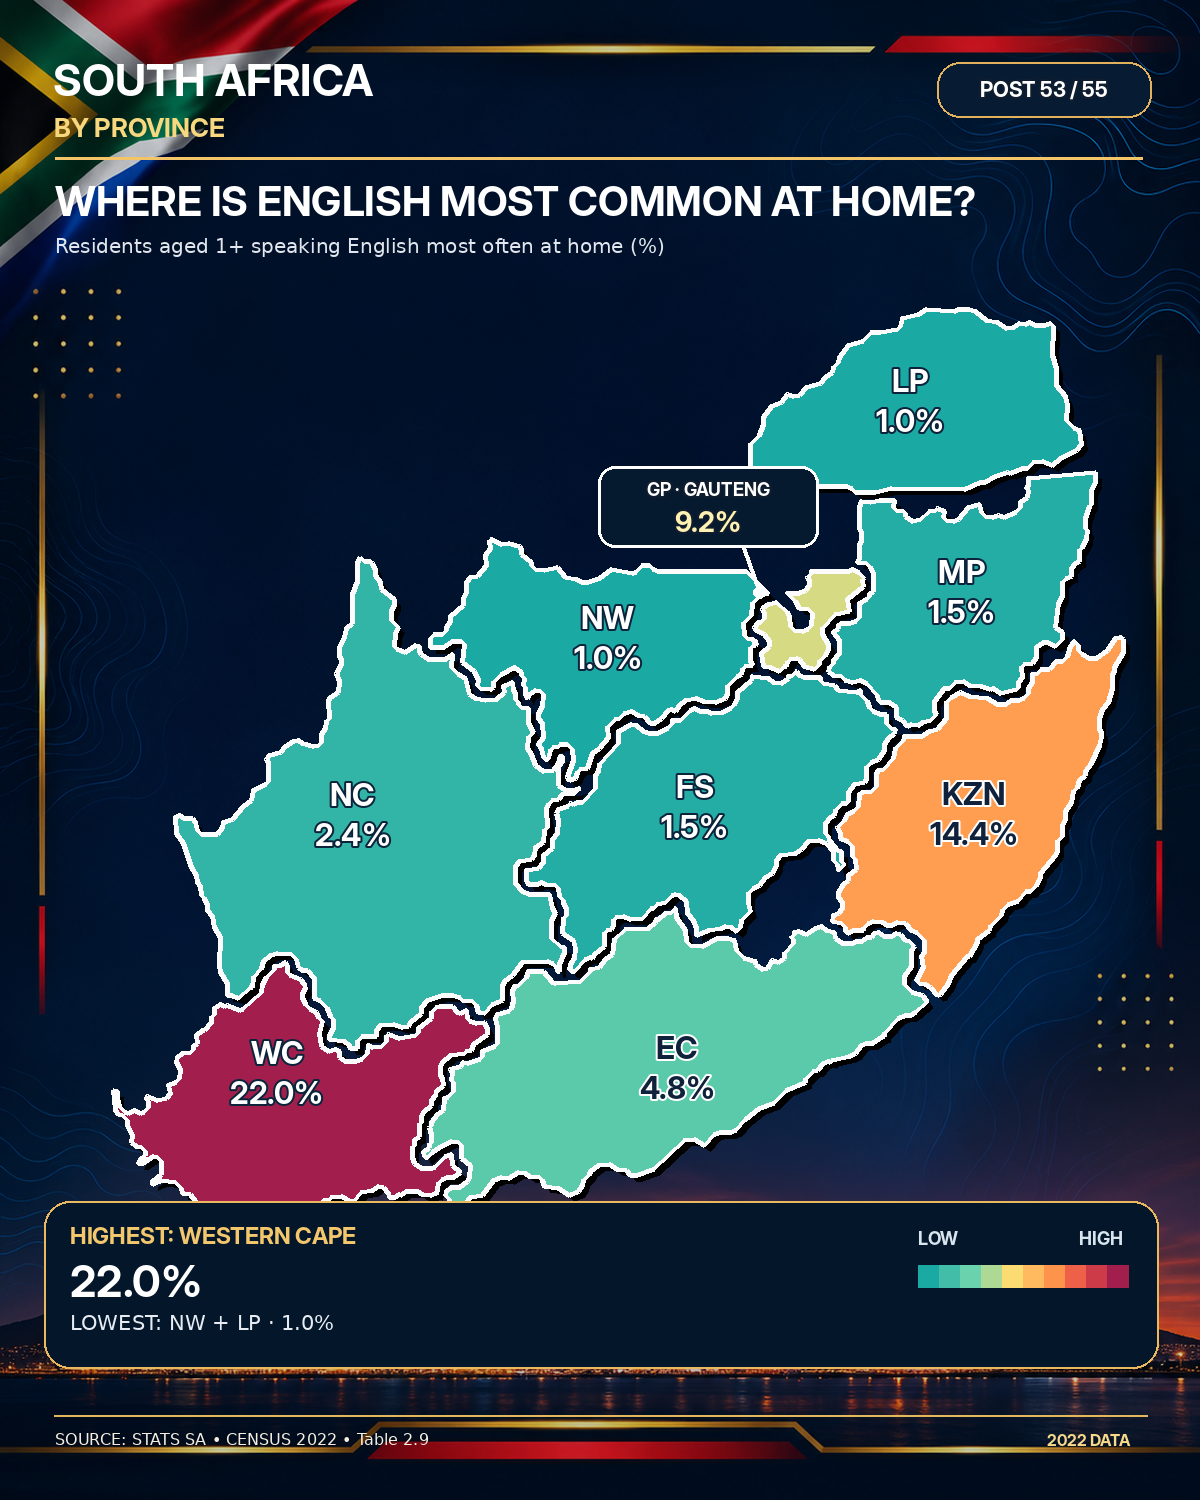 SOUTH AFRICA
BY PROVINCE
POST 53 / 55
WHERE IS ENGLISH MOST COMMON AT HOME?
Residents aged 1+ speaking English most often at home (%)
LP
1.0%
GP · GAUTENG
9.2%
MP
1.5%
NW
1.0%
NC
2.4%
FS
1.5%
KZN
14.4%
WC
22.0%
EC
4.8%
HIGHEST: WESTERN CAPE
22.0%
LOWEST: NW + LP · 1.0%
LOW
HIGH
SOURCE: STATS SA • CENSUS 2022 • Table 2.9
2022 DATA